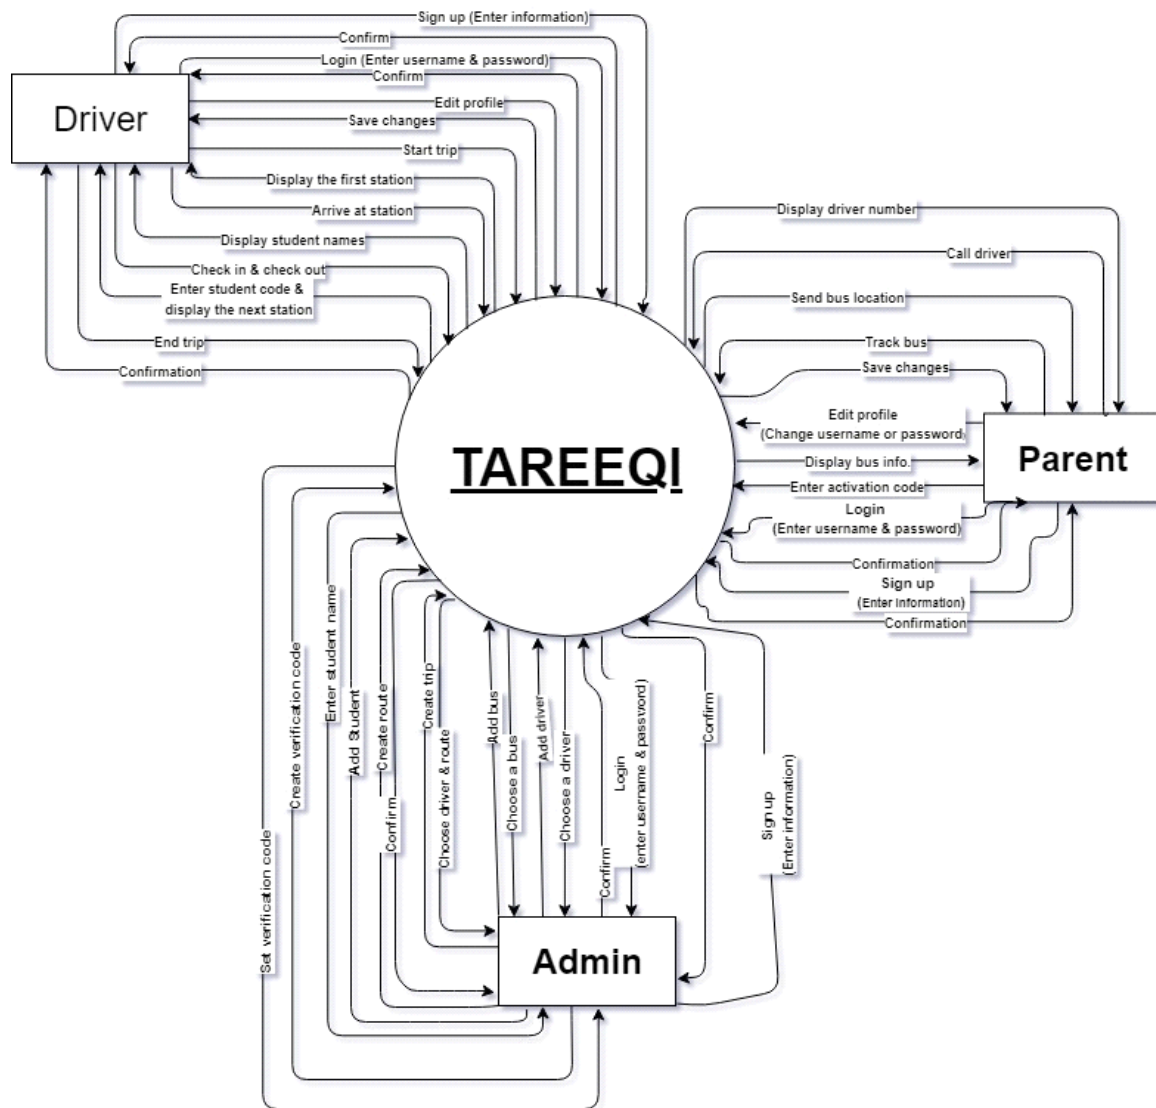 Sign up (Enter information)
Confirm
Login (Enter username & password)
Confirm
Driver
Edit profile
Save changes
Start trip
Display the first station
Arrive at station
Display student names
Check in & check out
Enter student code &
display the next station
End trip
Confirmation
Display driver number
Call driver
Send bus location
Track bus
Save changes
Edit profile
(Change username or password)
Parent
Display bus info.
Enter activation code
Login
(Enter username & password)
Confirmation
Sign up
(Enter information)
Confirmation
TAREEQI
Set verification code
Create verification code
Enter student name
Add Student
Create route
Confirm
Create trip
Choose driver & route
Add bus
Choose a bus
Add driver
Choose a driver
Confirm
Login
(enter username & password)
Confirm
Sign up
(Enter information)
Admin